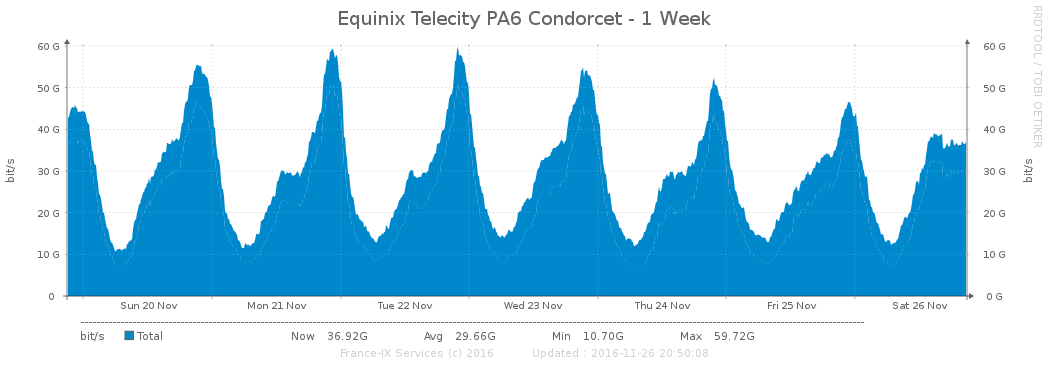 Equinix Telecity PA6 Condorcet - 1 Week
RRDTOOL / TOBI OETIKER
60 G 60 G
50 G 50 G
40 G 40 G
30 G 30 G
20 G 20 G
10 G 10 G
0 0 G
bit/s bit/s
Sun 20 Nov Mon 21 Nov Tue 22 Nov Wed 23 Nov Thu 24 Nov Fri 25 Nov Sat 26 Nov
bit/s Total Now 36.92G Avg 29.66G Min 10.70G Max 59.72G
France-IX Services (c) 2016 Updated : 2016-11-26 20:50:08